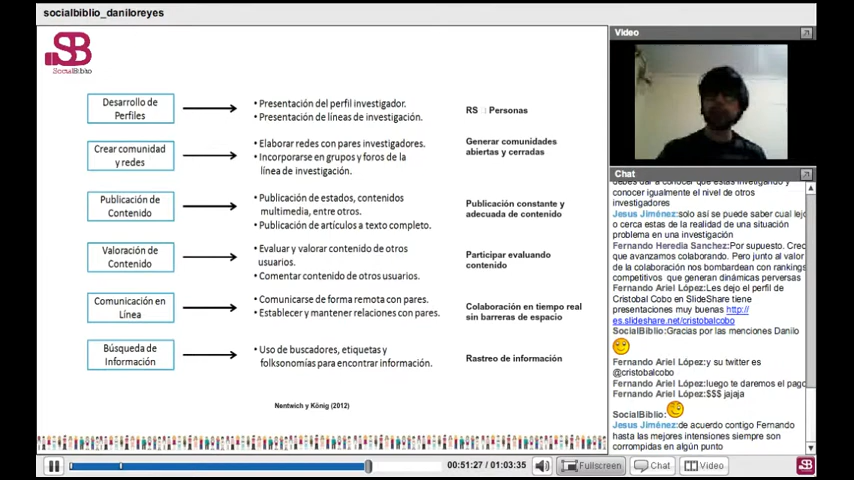 socialbiblio_daniloreyes
SB
SocialBiblio
Desarrollo de
Perfiles
• Presentación del perfil investigador.
• Presentación de líneas de investigación.
RS : Personas
Crear comunidad
y redes
• Elaborar redes con pares investigadores.
• Incorporarse en grupos y foros de la
línea de investigación.
Generar comunidades
abiertas y cerradas
Publicación de
Contenido
• Publicación de estados, contenidos
multimedia, entre otros.
• Publicación de artículos a texto completo.
Publicación constante y
adecuada de contenido
Valoración de
Contenido
• Evaluar y valorar contenido de otros
usuarios.
• Comentar contenido de otros usuarios.
Participar evaluando
contenido
Comunicación en
Línea
• Comunicarse de forma remota con pares.
• Establecer y mantener relaciones con pares.
Colaboración en tiempo real
sin barreras de espacio
Búsqueda de
Información
• Uso de buscadores, etiquetas y
folksonomías para encontrar información.
Rastreo de información
Nentwich y König (2012)
Video
Chat
debes dar a conocer que estas investigando y
conocer igualmente el nivel de otros
investigadores
Jesus Jiménez:solo así se puede saber cual lejo
o cerca estas de la realidad de una situación
problema en una investigación
Fernando Heredia Sanchez:Por supuesto. Creo
que avanzamos colaborando. Pero junto al valor
de la colaboración nos bombardean con rankings
competitivos que generan dinámicas perversas
Fernando Ariel López:Les dejo el perfil de
Cristobal Cobo en SlideShare tiene
presentaciones muy buenas http://
es.slideshare.net/cristobalcobo
SocialBiblio:Gracias por las menciones Danilo
Fernando Ariel López:y su twitter es
@cristobalcobo
Fernando Ariel López:luego te daremos el pago
Fernando Ariel López:$$$ jajaja
SocialBiblio:
Jesus Jiménez:de acuerdo contigo Fernando
hasta las mejores intensiones siempre son
corrompidas en algún punto
00:51:27 / 01:03:35
Fullscreen
Chat
Video
SB